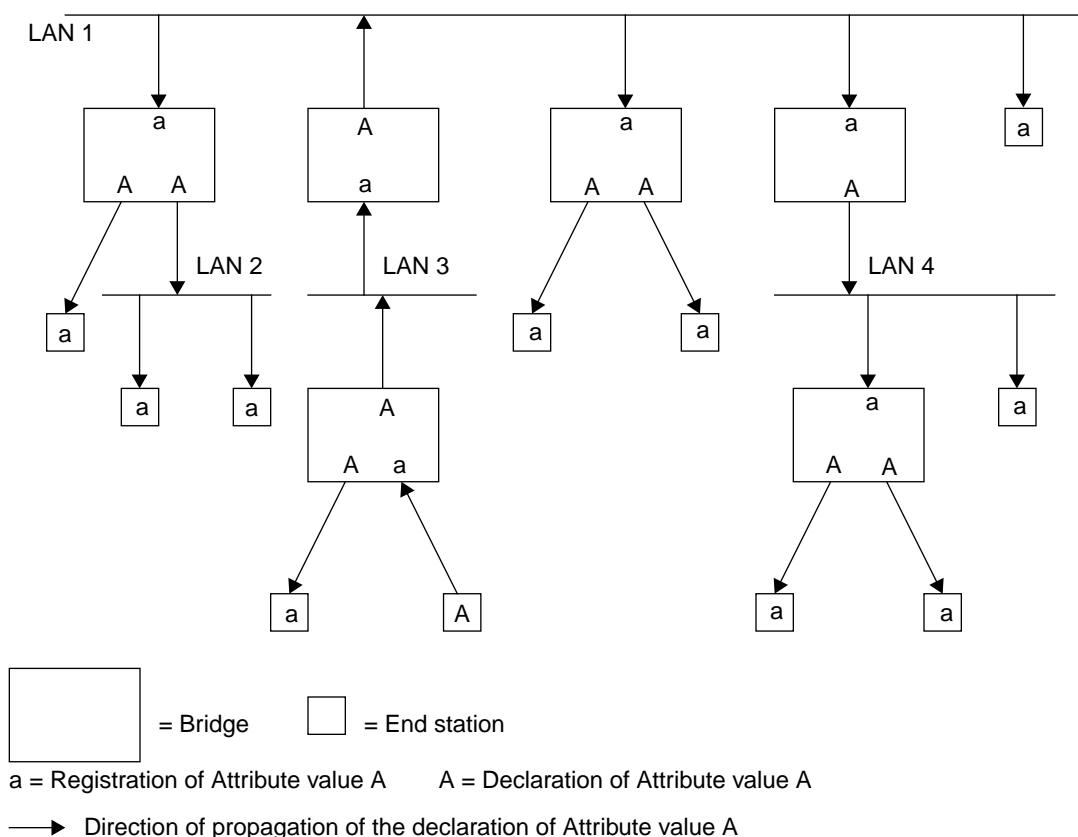 LAN 1
a A a a a
A A a A A A
LAN 2 LAN 3 LAN 4
a a a
a a A a a
A a A A
a A a a
= Bridge = End station
a = Registration of Attribute value A A = Declaration of Attribute value A
Direction of propagation of the declaration of Attribute value A